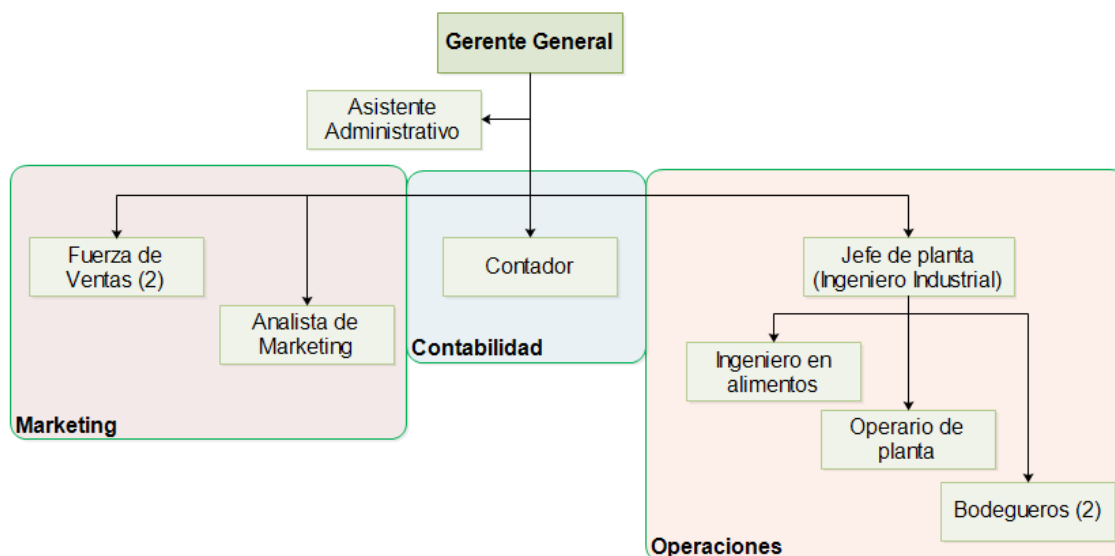 Gerente General
Asistente
Administrativo
Fuerza de
Ventas (2)
Analista de
Marketing
Marketing
Contador
Contabilidad
Jefe de planta
(Ingeniero Industrial)
Ingeniero en
alimentos
Operario de
planta
Bodegueros (2)
Operaciones